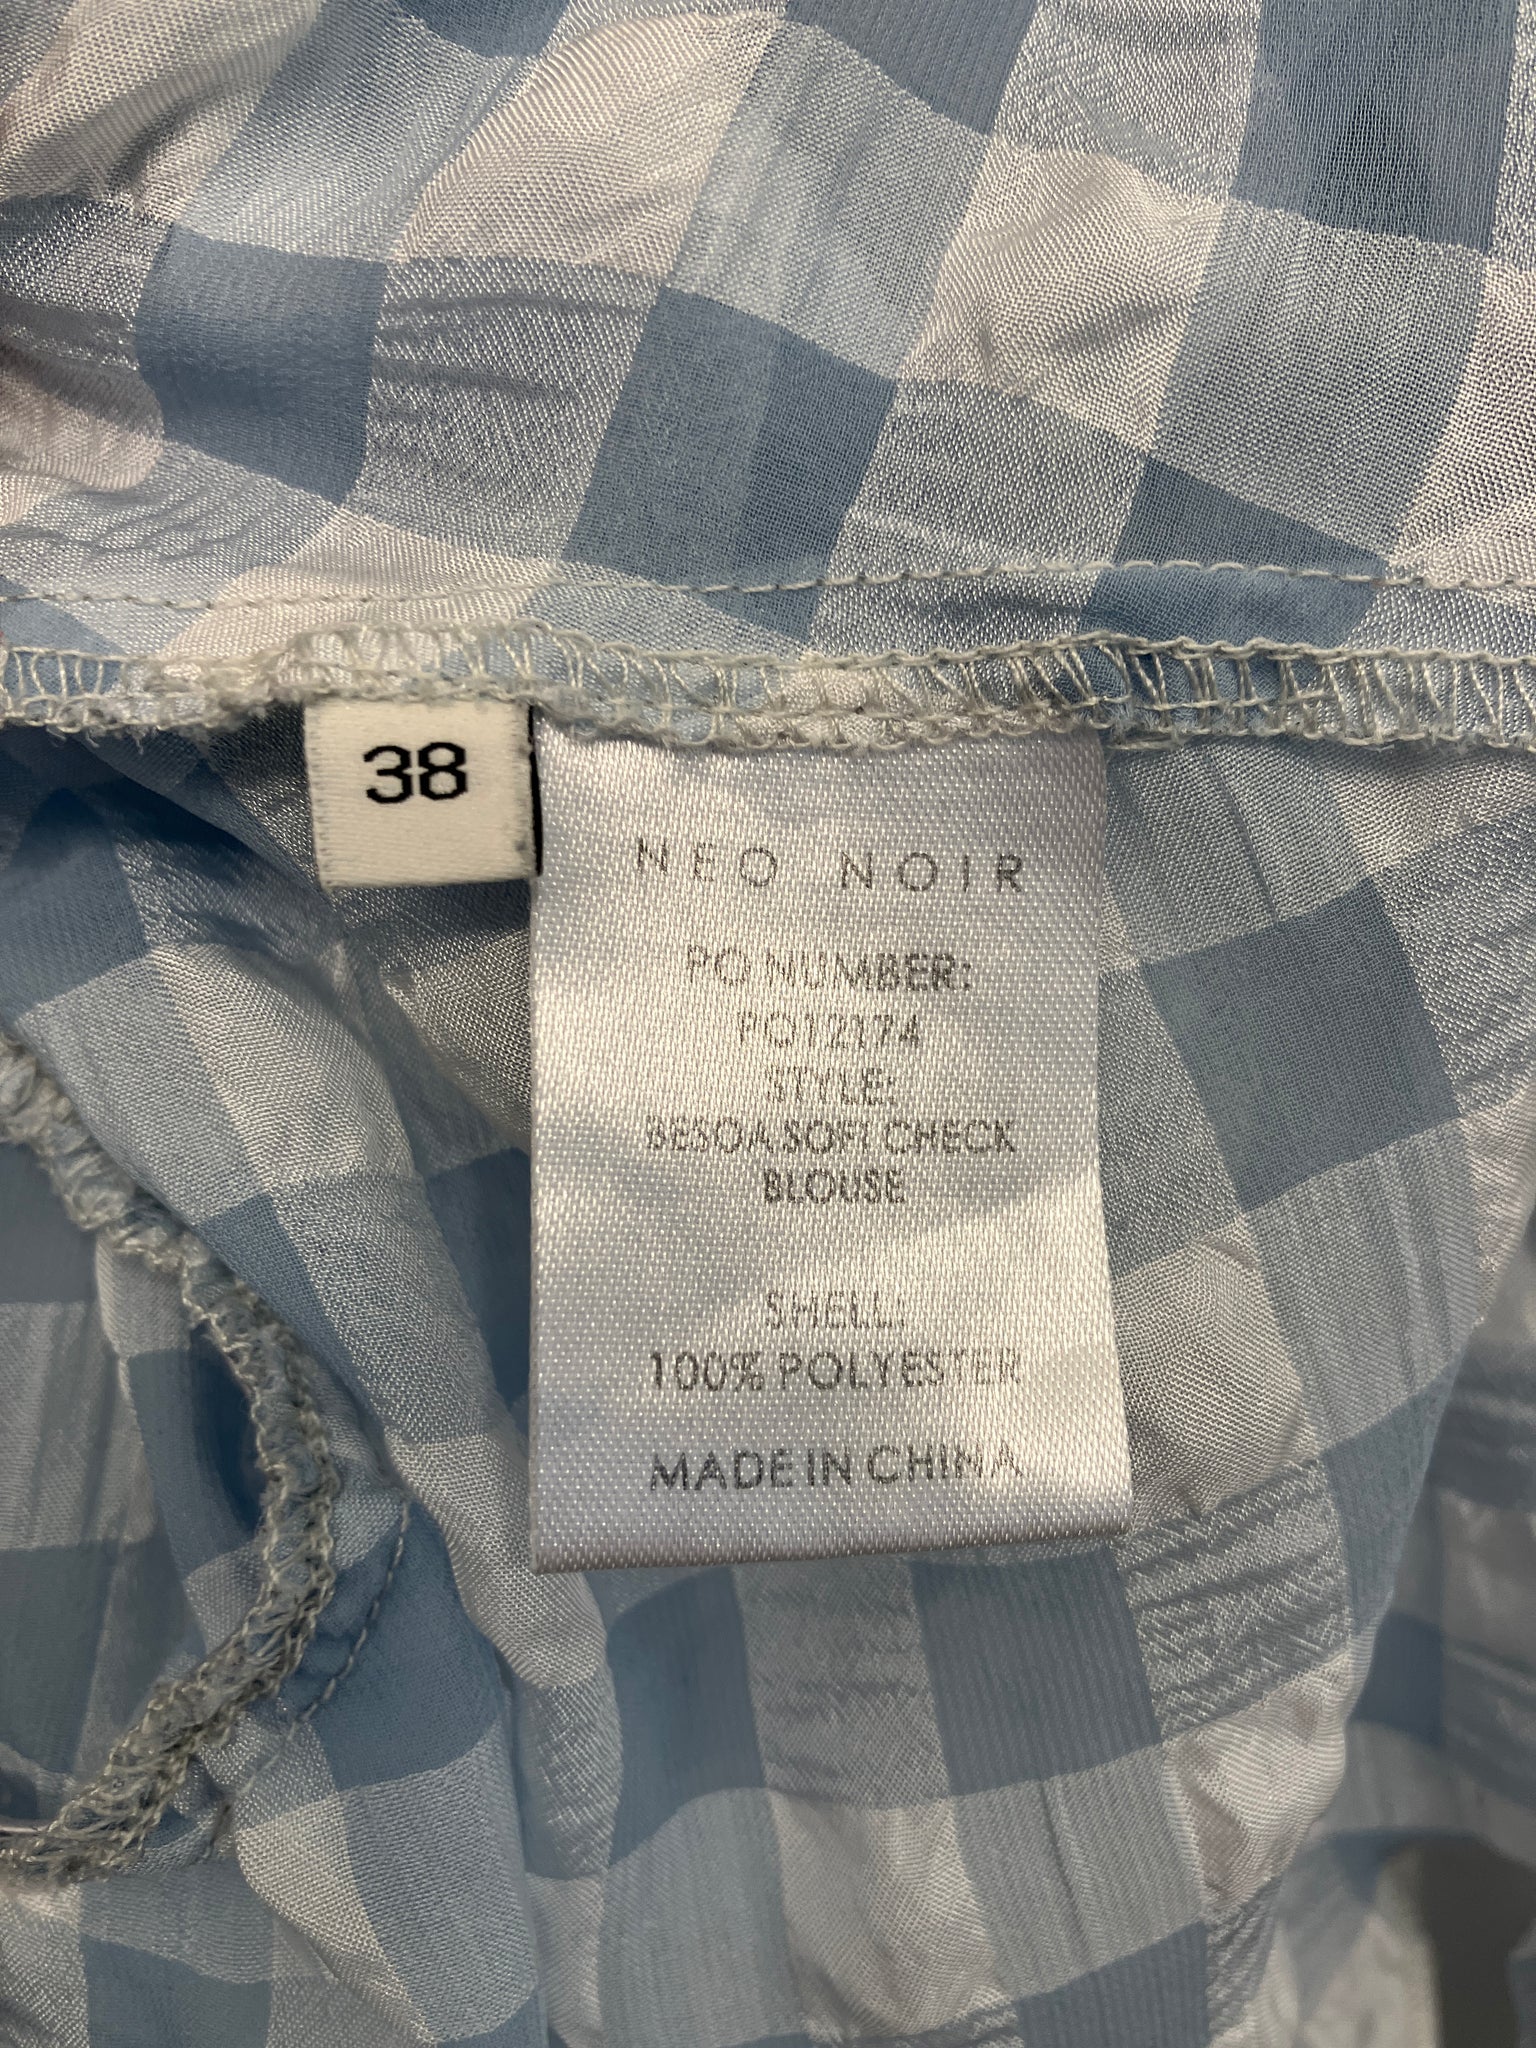 38
NEO NOIR
PO NUMBER:
PO12174
STYLE:
BESOA SOFT CHECK
BLOUSE
SHELL:
100% POLYESTER
MADE IN CHINA